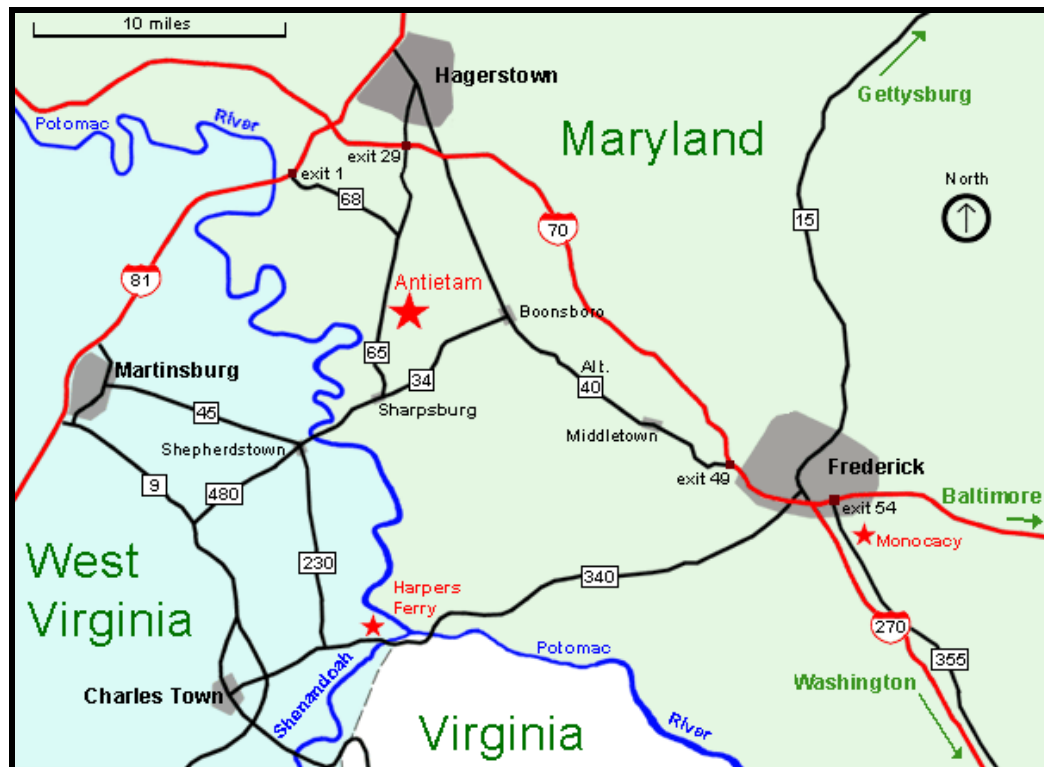 10 miles
Hagerstown
Gettysburg
Potomac
River
Maryland
exit 29
exit 1
North
68
15
70
81
Antietam
Boonsboro
65
Martinsburg
34
Alt.
40
45
Sharpsburg
Shepherdstown
Middletown
Frederick
exit 49
9
480
Baltimore
exit 54
Monocacy
West
Virginia
230
340
Harpers
Ferry
270
Potomac
355
Shenandoah
Charles Town
Washington
River
Virginia